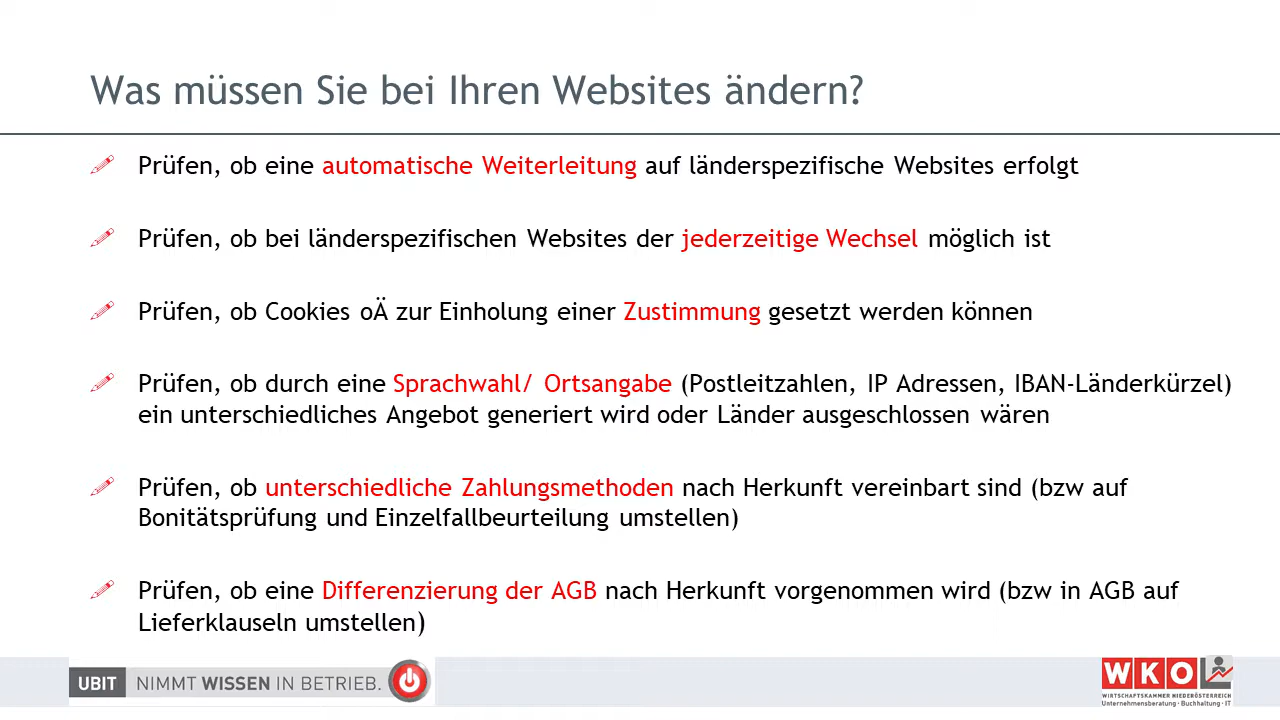 Was müssen Sie bei Ihren Websites ändern?
Prüfen, ob eine automatische Weiterleitung auf länderspezifische Websites erfolgt
Prüfen, ob bei länderspezifischen Websites der jederzeitige Wechsel möglich ist
Prüfen, ob Cookies oÄ zur Einholung einer Zustimmung gesetzt werden können
Prüfen, ob durch eine Sprachwahl/ Ortsangabe (Postleitzahlen, IP Adressen, IBAN-Länderkürzel)
ein unterschiedliches Angebot generiert wird oder Länder ausgeschlossen wären
Prüfen, ob unterschiedliche Zahlungsmethoden nach Herkunft vereinbart sind (bzw auf
Bonitätsprüfung und Einzelfallbeurteilung umstellen)
Prüfen, ob eine Differenzierung der AGB nach Herkunft vorgenommen wird (bzw in AGB auf
Lieferklauseln umstellen)
UBIT NIMMT WISSEN IN BETRIEB.
WKO
WIRTSCHAFTSKAMMER NIEDERÖSTERREICH
Unternehmensberatung · Buchhaltung · IT